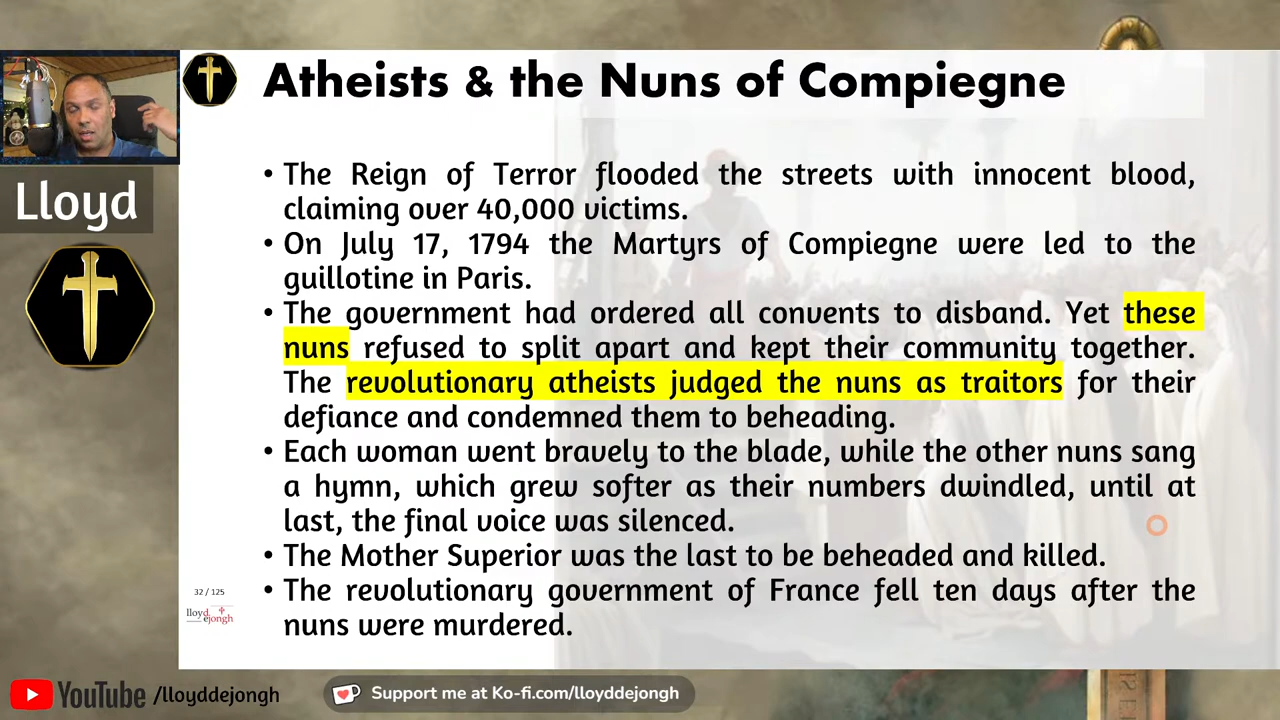 Atheists & the Nuns of Compiegne
Lloyd
• The Reign of Terror flooded the streets with innocent blood,
claiming over 40,000 victims.
• On July 17, 1794 the Martyrs of Compiegne were led to the
guillotine in Paris.
• The government had ordered all convents to disband. Yet these
nuns refused to split apart and kept their community together.
The revolutionary atheists judged the nuns as traitors for their
defiance and condemned them to beheading.
• Each woman went bravely to the blade, while the other nuns sang
a hymn, which grew softer as their numbers dwindled, until at
last, the final voice was silenced.
• The Mother Superior was the last to be beheaded and killed.
• The revolutionary government of France fell ten days after the
nuns were murdered.
32 / 125
lloyd
ejongh
YouTube /lloyddejongh
Support me at Ko-fi.com/lloyddejongh